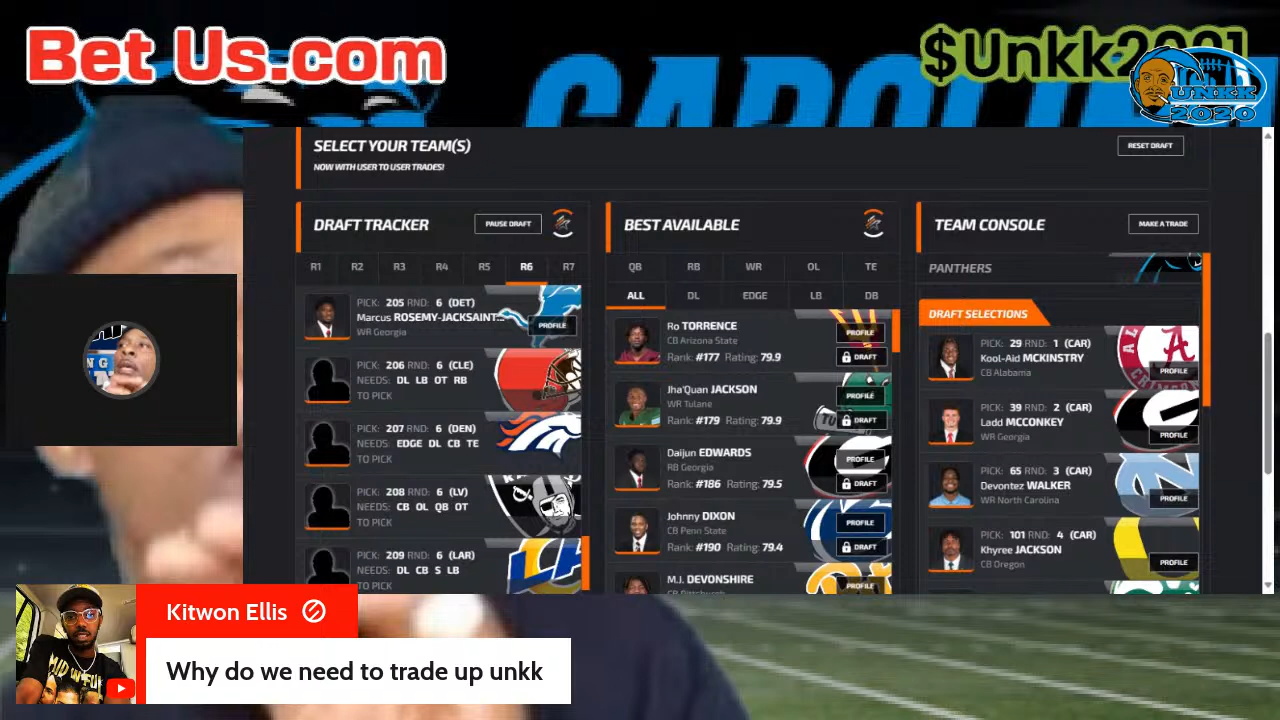 Bet Us.com
$Unkk2021
UNKK
2020
CAROLIN
SELECT YOUR TEAM(S)
NOW WITH USER TO USER TRADES!
RESET DRAFT
DRAFT TRACKER
PAUSE DRAFT
R1 R2 R3 R4 R5 R6 R7
PICK: 205 RND: 6 (DET)
Marcus ROSEMY-JACKSAINT...
WR Georgia
PROFILE
PICK: 206 RND: 6 (CLE)
NEEDS: DL LB OT RB
TO PICK
PICK: 207 RND: 6 (DEN)
NEEDS: EDGE DL CB TE
TO PICK
PICK: 208 RND: 6 (LV)
NEEDS: CB OL QB OT
TO PICK
PICK: 209 RND: 6 (LAR)
NEEDS: DL CB S LB
TO PICK
BEST AVAILABLE
QB RB WR OL TE
ALL DL EDGE LB DB
Ro TORRENCE
CB Arizona State
Rank: #177 Rating: 79.9
PROFILE
DRAFT
Jha'Quan JACKSON
WR Tulane
Rank: #179 Rating: 79.9
PROFILE
DRAFT
Daijun EDWARDS
RB Georgia
Rank: #186 Rating: 79.5
PROFILE
DRAFT
Johnny DIXON
CB Penn State
Rank: #190 Rating: 79.4
PROFILE
DRAFT
M.J. DEVONSHIRE
CB Pittsburgh
PROFILE
TEAM CONSOLE
MAKE A TRADE
PANTHERS
DRAFT SELECTIONS
PICK: 29 RND: 1 (CAR)
Kool-Aid MCKINSTRY
CB Alabama
PROFILE
PICK: 39 RND: 2 (CAR)
Ladd MCCONKEY
WR Georgia
PROFILE
PICK: 65 RND: 3 (CAR)
Devontez WALKER
WR North Carolina
PROFILE
PICK: 101 RND: 4 (CAR)
Khyree JACKSON
CB Oregon
PROFILE
Kitwon Ellis
Why do we need to trade up unkk